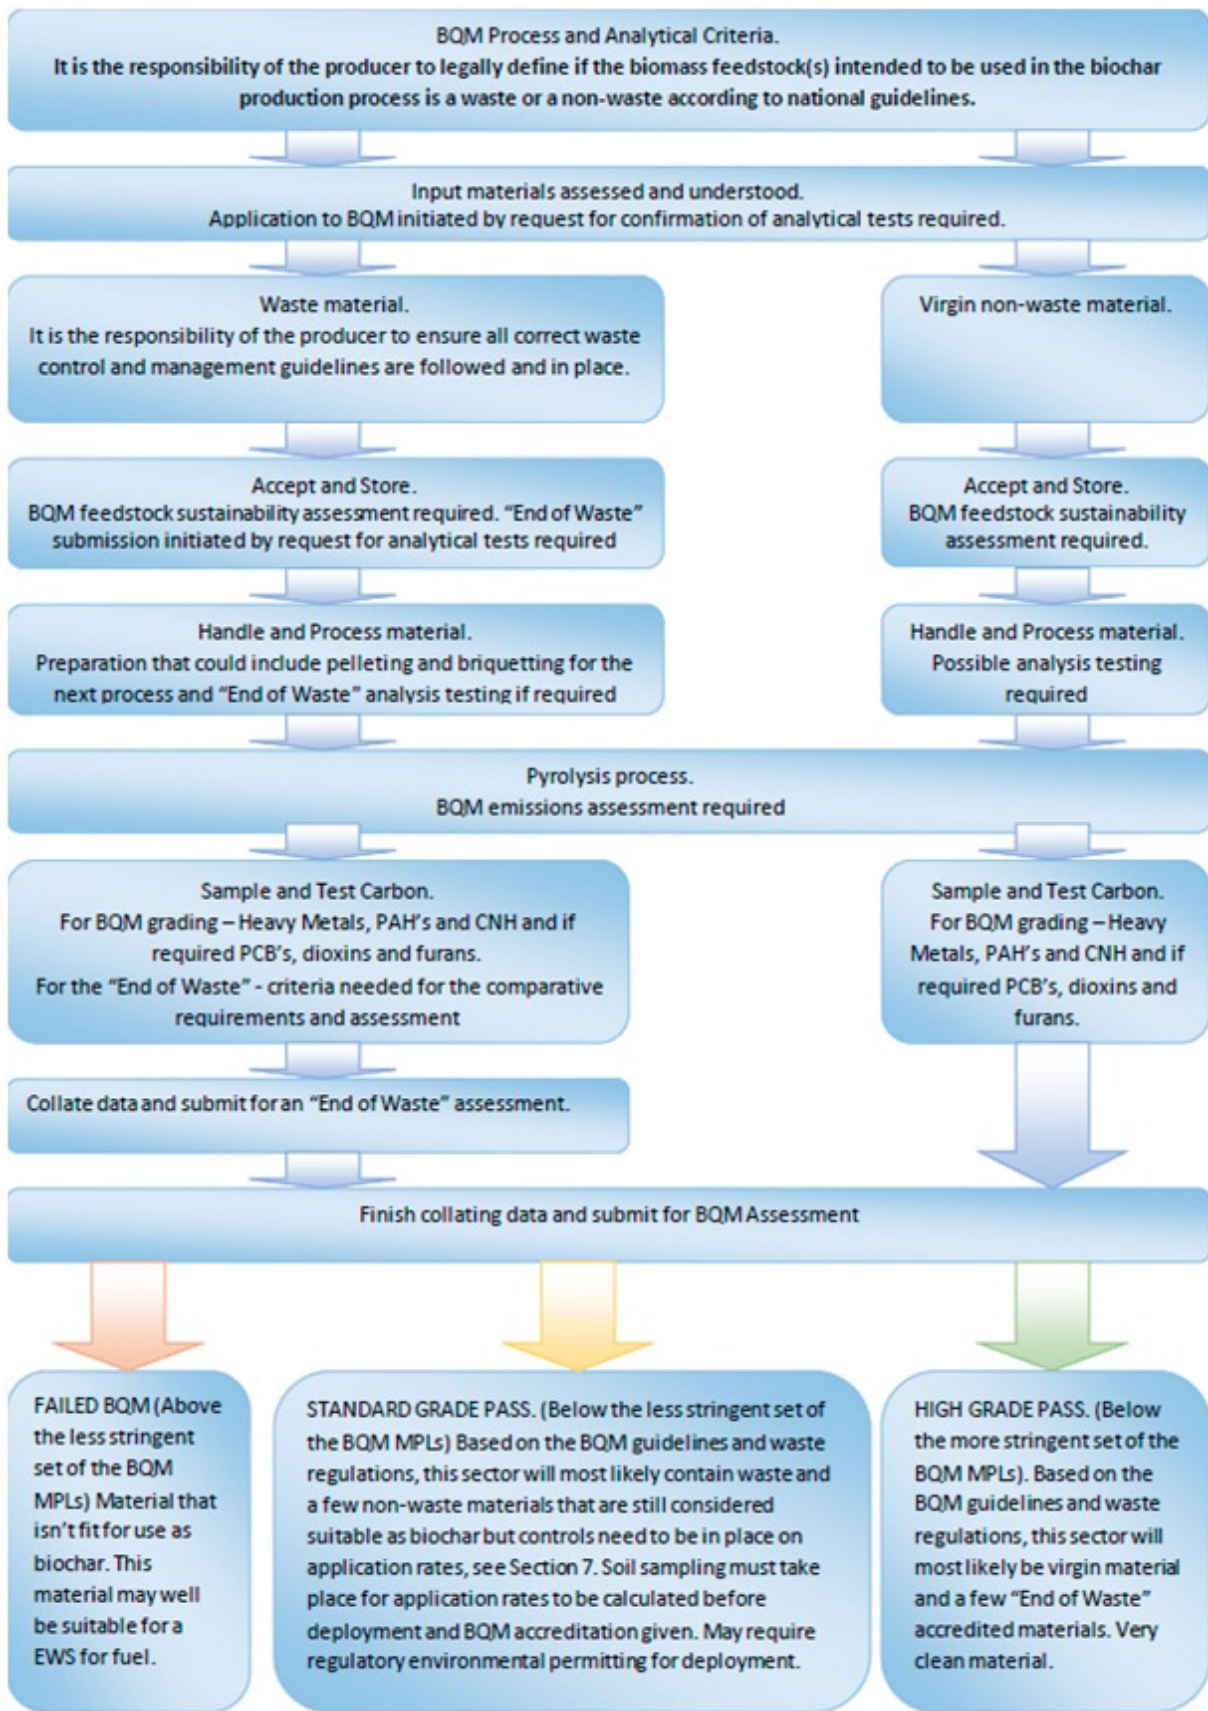 BQM Process and Analytical Criteria.
It is the responsibility of the producer to legally define if the biomass feedstock(s) intended to be used in the biochar
production process is a waste or a non-waste according to national guidelines.
Input materials assessed and understood.
Application to BQM initiated by request for confirmation of analytical tests required.
Waste material.
It is the responsibility of the producer to ensure all correct waste
control and management guidelines are followed and in place.
Virgin non-waste material.
Accept and Store.
BQM feedstock sustainability assessment required. “End of Waste”
submission initiated by request for analytical tests required
Accept and Store.
BQM feedstock sustainability
assessment required.
Handle and Process material.
Preparation that could include pelleting and briquetting for the
next process and “End of Waste” analysis testing if required
Handle and Process material.
Possible analysis testing
required
Pyrolysis process.
BQM emissions assessment required
Sample and Test Carbon.
For BQM grading – Heavy Metals, PAH’s and CNH and if
required PCB’s, dioxins and furans.
For the “End of Waste” - criteria needed for the comparative
requirements and assessment
Sample and Test Carbon.
For BQM grading – Heavy
Metals, PAH’s and CNH and if
required PCB’s, dioxins and
furans.
Collate data and submit for an “End of Waste” assessment.
Finish collating data and submit for BQM Assessment
FAILED BQM (Above
the less stringent
set of the BQM
MPLs) Material that
isn’t fit for use as
biochar. This
material may well
be suitable for a
EWS for fuel.
STANDARD GRADE PASS. (Below the less stringent set of
the BQM MPLs) Based on the BQM guidelines and waste
regulations, this sector will most likely contain waste and
a few non-waste materials that are still considered
suitable as biochar but controls need to be in place on
application rates, see Section 7. Soil sampling must take
place for application rates to be calculated before
deployment and BQM accreditation given. May require
regulatory environmental permitting for deployment.
HIGH GRADE PASS. (Below
the more stringent set of the
BQM MPLs). Based on the
BQM guidelines and waste
regulations, this sector will
most likely be virgin material
and a few “End of Waste”
accredited materials. Very
clean material.